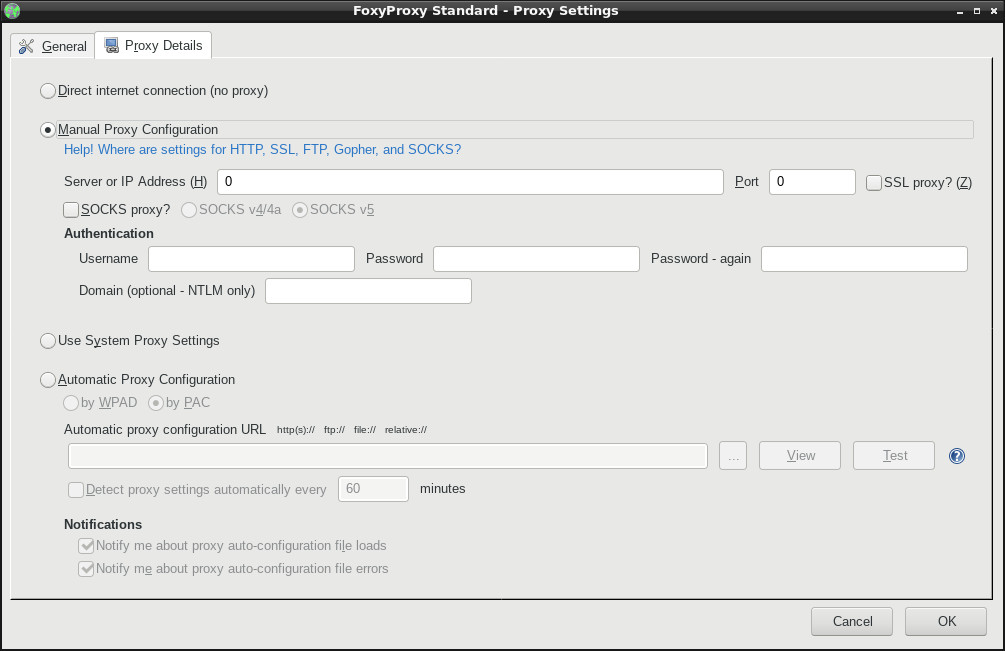 FoxyProxy Standard - Proxy Settings
General Proxy Details
Direct internet connection (no proxy)
Manual Proxy Configuration
Help! Where are settings for HTTP, SSL, FTP, Gopher, and SOCKS?
Server or IP Address (H) 0 Port 0 SSL proxy? (Z)
SOCKS proxy? SOCKS v4/4a SOCKS v5
Authentication
Username Password Password - again
Domain (optional - NTLM only)
Use System Proxy Settings
Automatic Proxy Configuration
by WPAD by PAC
Automatic proxy configuration URL http(s):// ftp:// file:// relative://
... View Test ?
Detect proxy settings automatically every 60 minutes
Notifications
Notify me about proxy auto-configuration file loads
Notify me about proxy auto-configuration file errors
Cancel OK